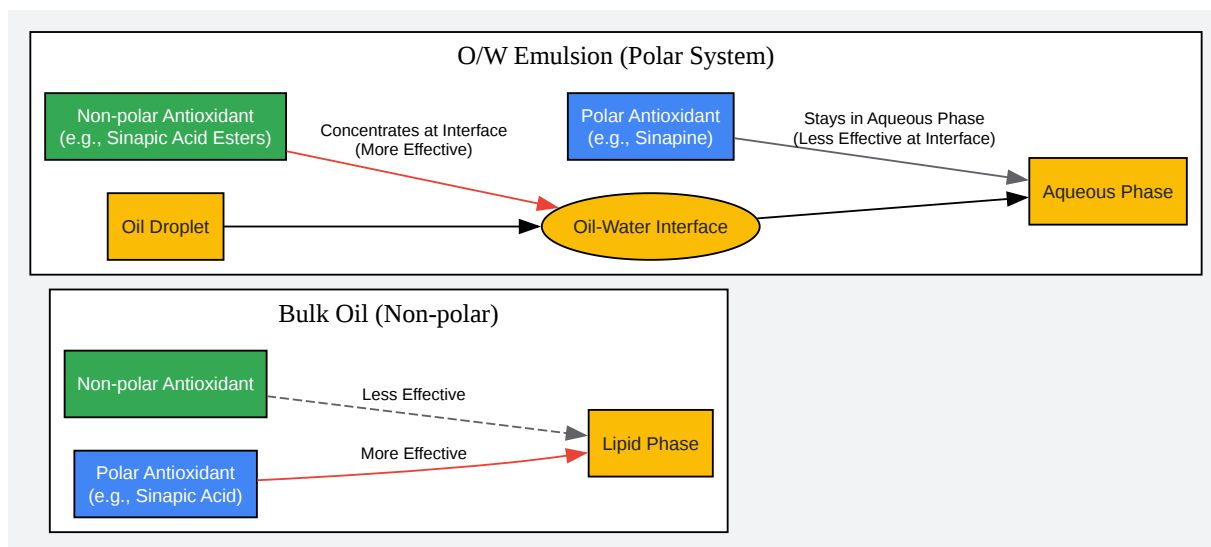 O/W Emulsion (Polar System)
Non-polar Antioxidant
(e.g., Sinapic Acid Esters)
Concentrates at Interface
(More Effective)
Polar Antioxidant
(e.g., Sinapine)
Stays in Aqueous Phase
(Less Effective at Interface)
Aqueous Phase
Oil Droplet
Oil-Water Interface
Bulk Oil (Non-polar)
Non-polar Antioxidant
Less Effective
Lipid Phase
More Effective
Polar Antioxidant
(e.g., Sinapic Acid)